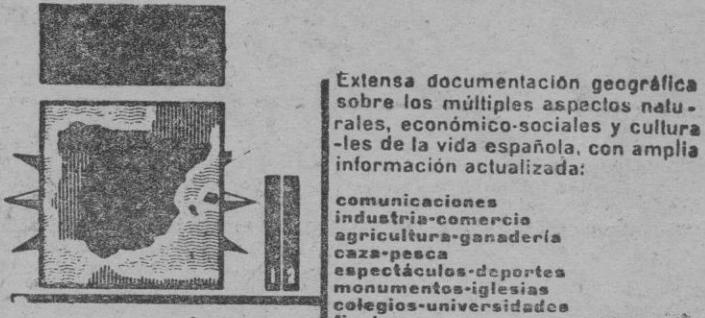 Extensa documentación geográfica
sobre los múltiples aspectos natu-
rales, económico-sociales y cultura
-les de la vida española, con amplia
información actualizada:
comunicaciones
industria-comercio
agricultura-ganadería
caza-pesca
espectáculos-deportes
monumentos-iglesias
colegios-universidades